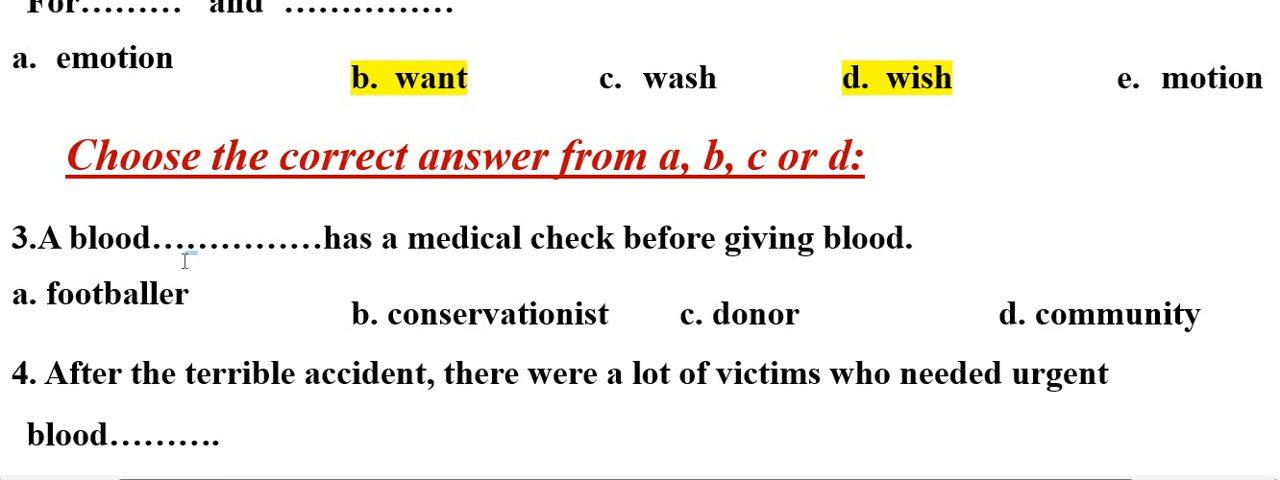 For……… and ……………
a. emotion b. want c. wash d. wish e. motion
Choose the correct answer from a, b, c or d:
3.A blood……………has a medical check before giving blood.
a. footballer b. conservationist c. donor d. community
4. After the terrible accident, there were a lot of victims who needed urgent
blood……….